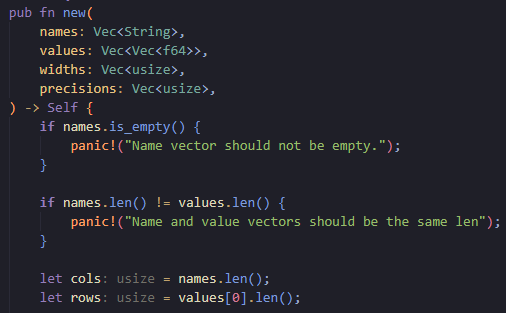 pub fn new(
    names: Vec<String>,
    values: Vec<Vec<f64>>,
    widths: Vec<usize>,
    precisions: Vec<usize>,
) -> Self {
    if names.is_empty() {
        panic!("Name vector should not be empty.");
    }

    if names.len() != values.len() {
        panic!("Name and value vectors should be the same len");
    }

    let cols: usize = names.len();
    let rows: usize = values[0].len();